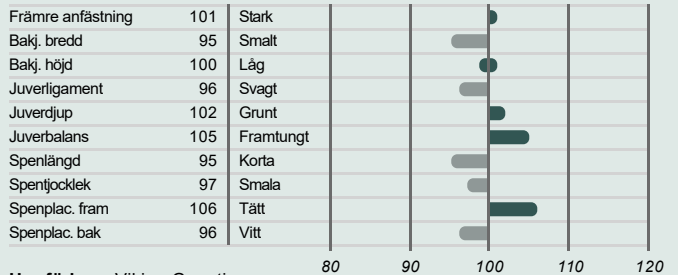 Främre anfästning 101 Stark
Bakj. bredd 95 Smalt
Bakj. höjd 100 Låg
Juverligament 96 Svagt
Juverdjup 102 Grunt
Juverbalans 105 Framtungt
Spenlängd 95 Korta
Spentjocklek 97 Smala
Spenplac. fram 106 Tätt
Spenplac. bak 96 Vitt
80 90 100 110 120